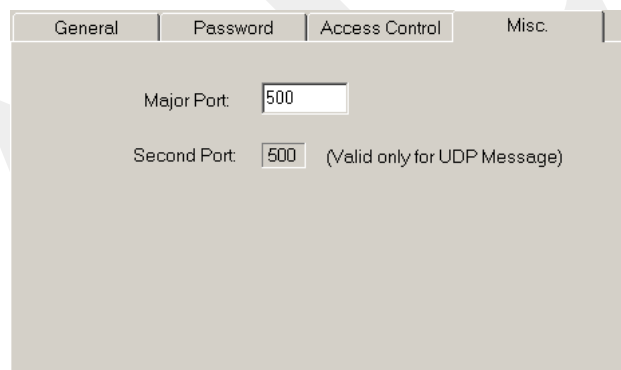 General Password Access Control Misc.
Major Port: 500
Second Port: 500 (Valid only for UDP Message)